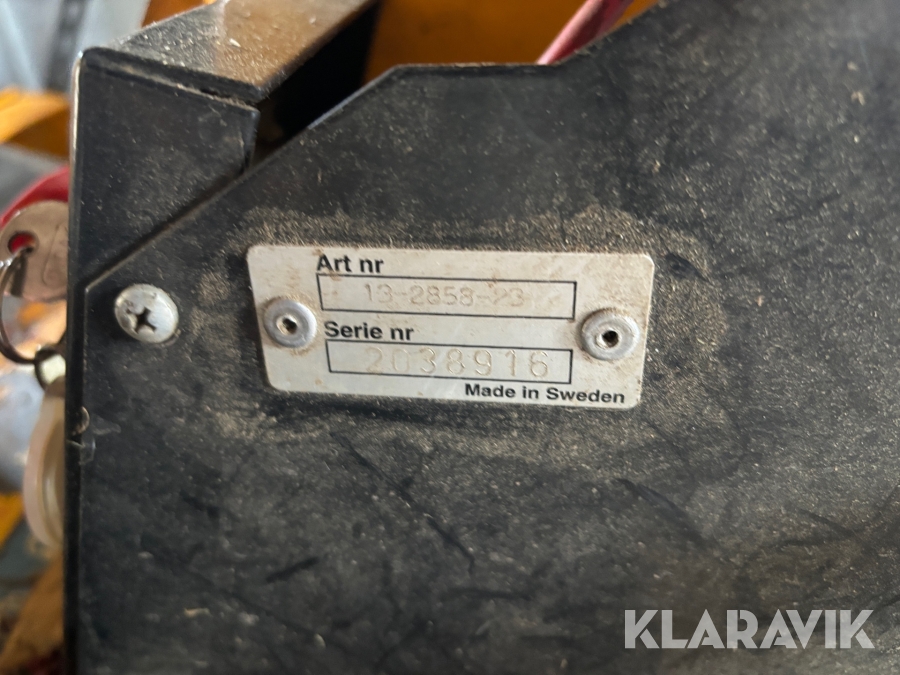 Art nr
13-2858-23
Serie nr
2038916
Made in Sweden
KLARAVIK